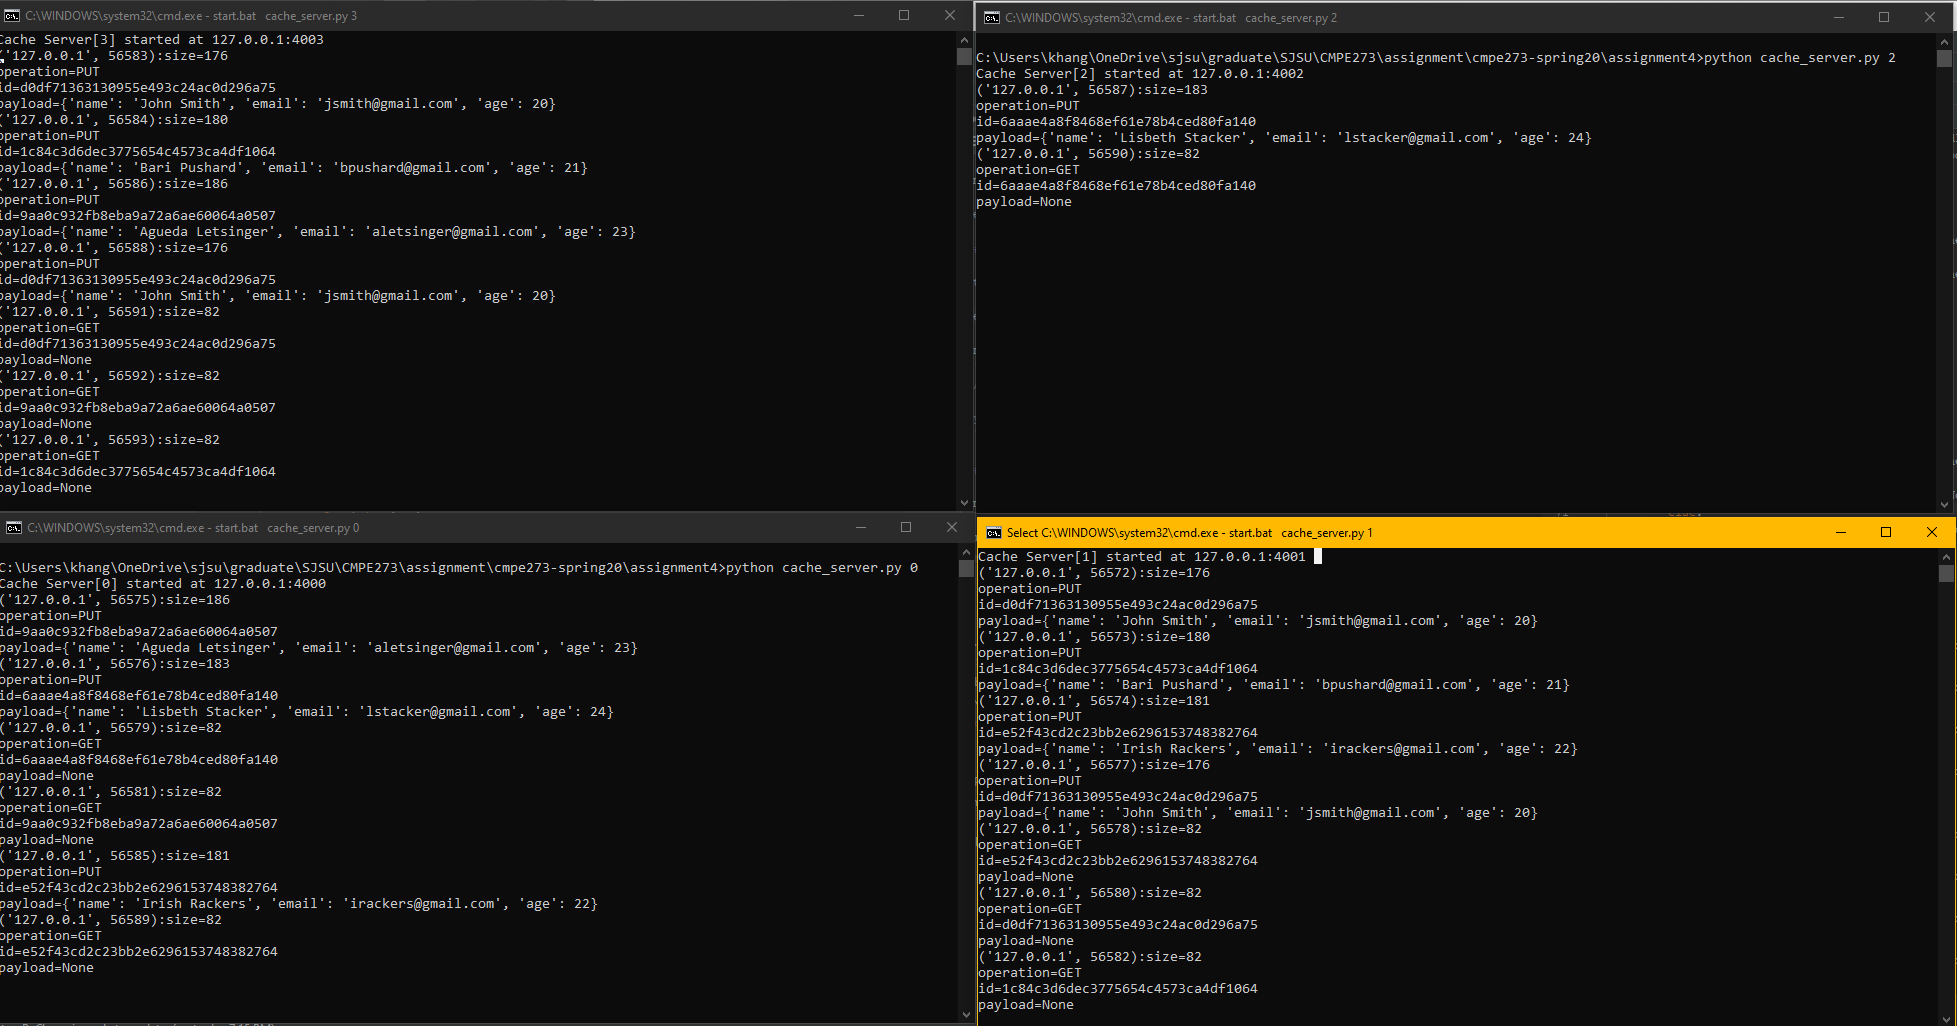 C:\WINDOWS\system32\cmd.exe - start.bat  cache_server.py 3
Cache Server[3] started at 127.0.0.1:4003
('127.0.0.1', 56583):size=176
operation=PUT
id=d0df71363130955e493c24ac0d296a75
payload={'name': 'John Smith', 'email': 'jsmith@gmail.com', 'age': 20}
('127.0.0.1', 56584):size=180
operation=PUT
id=1c84c3d6dec3775654c4573ca4df1064
payload={'name': 'Bari Pushard', 'email': 'bpushard@gmail.com', 'age': 21}
('127.0.0.1', 56586):size=186
operation=PUT
id=9aa0c932fb8eba9a72a6ae60064a0507
payload={'name': 'Agueda Letsinger', 'email': 'aletsinger@gmail.com', 'age': 23}
('127.0.0.1', 56588):size=176
operation=PUT
id=d0df71363130955e493c24ac0d296a75
payload={'name': 'John Smith', 'email': 'jsmith@gmail.com', 'age': 20}
('127.0.0.1', 56591):size=82
operation=GET
id=d0df71363130955e493c24ac0d296a75
payload=None
('127.0.0.1', 56592):size=82
operation=GET
id=9aa0c932fb8eba9a72a6ae60064a0507
payload=None
('127.0.0.1', 56593):size=82
operation=GET
id=1c84c3d6dec3775654c4573ca4df1064
payload=None
C:\WINDOWS\system32\cmd.exe - start.bat  cache_server.py 2
C:\Users\khang\OneDrive\sjsu\graduate\SJSU\CMPE273\assignment\cmpe273-spring20\assignment4>python cache_server.py 2
Cache Server[2] started at 127.0.0.1:4002
('127.0.0.1', 56587):size=183
operation=PUT
id=6aaae4a8f8468ef61e78b4ced80fa140
payload={'name': 'Lisbeth Stacker', 'email': 'lstacker@gmail.com', 'age': 24}
('127.0.0.1', 56590):size=82
operation=GET
id=6aaae4a8f8468ef61e78b4ced80fa140
payload=None
C:\WINDOWS\system32\cmd.exe - start.bat  cache_server.py 0
C:\Users\khang\OneDrive\sjsu\graduate\SJSU\CMPE273\assignment\cmpe273-spring20\assignment4>python cache_server.py 0
Cache Server[0] started at 127.0.0.1:4000
('127.0.0.1', 56575):size=186
operation=PUT
id=9aa0c932fb8eba9a72a6ae60064a0507
payload={'name': 'Agueda Letsinger', 'email': 'aletsinger@gmail.com', 'age': 23}
('127.0.0.1', 56576):size=183
operation=PUT
id=6aaae4a8f8468ef61e78b4ced80fa140
payload={'name': 'Lisbeth Stacker', 'email': 'lstacker@gmail.com', 'age': 24}
('127.0.0.1', 56579):size=82
operation=GET
id=6aaae4a8f8468ef61e78b4ced80fa140
payload=None
('127.0.0.1', 56581):size=82
operation=GET
id=9aa0c932fb8eba9a72a6ae60064a0507
payload=None
('127.0.0.1', 56585):size=181
operation=PUT
id=e52f43cd2c23bb2e6296153748382764
payload={'name': 'Irish Rackers', 'email': 'irackers@gmail.com', 'age': 22}
('127.0.0.1', 56589):size=82
operation=GET
id=e52f43cd2c23bb2e6296153748382764
payload=None
Select C:\WINDOWS\system32\cmd.exe - start.bat  cache_server.py 1
Cache Server[1] started at 127.0.0.1:4001
('127.0.0.1', 56572):size=176
operation=PUT
id=d0df71363130955e493c24ac0d296a75
payload={'name': 'John Smith', 'email': 'jsmith@gmail.com', 'age': 20}
('127.0.0.1', 56573):size=180
operation=PUT
id=1c84c3d6dec3775654c4573ca4df1064
payload={'name': 'Bari Pushard', 'email': 'bpushard@gmail.com', 'age': 21}
('127.0.0.1', 56574):size=181
operation=PUT
id=e52f43cd2c23bb2e6296153748382764
payload={'name': 'Irish Rackers', 'email': 'irackers@gmail.com', 'age': 22}
('127.0.0.1', 56577):size=176
operation=PUT
id=d0df71363130955e493c24ac0d296a75
payload={'name': 'John Smith', 'email': 'jsmith@gmail.com', 'age': 20}
('127.0.0.1', 56578):size=82
operation=GET
id=e52f43cd2c23bb2e6296153748382764
payload=None
('127.0.0.1', 56580):size=82
operation=GET
id=d0df71363130955e493c24ac0d296a75
payload=None
('127.0.0.1', 56582):size=82
operation=GET
id=1c84c3d6dec3775654c4573ca4df1064
payload=None